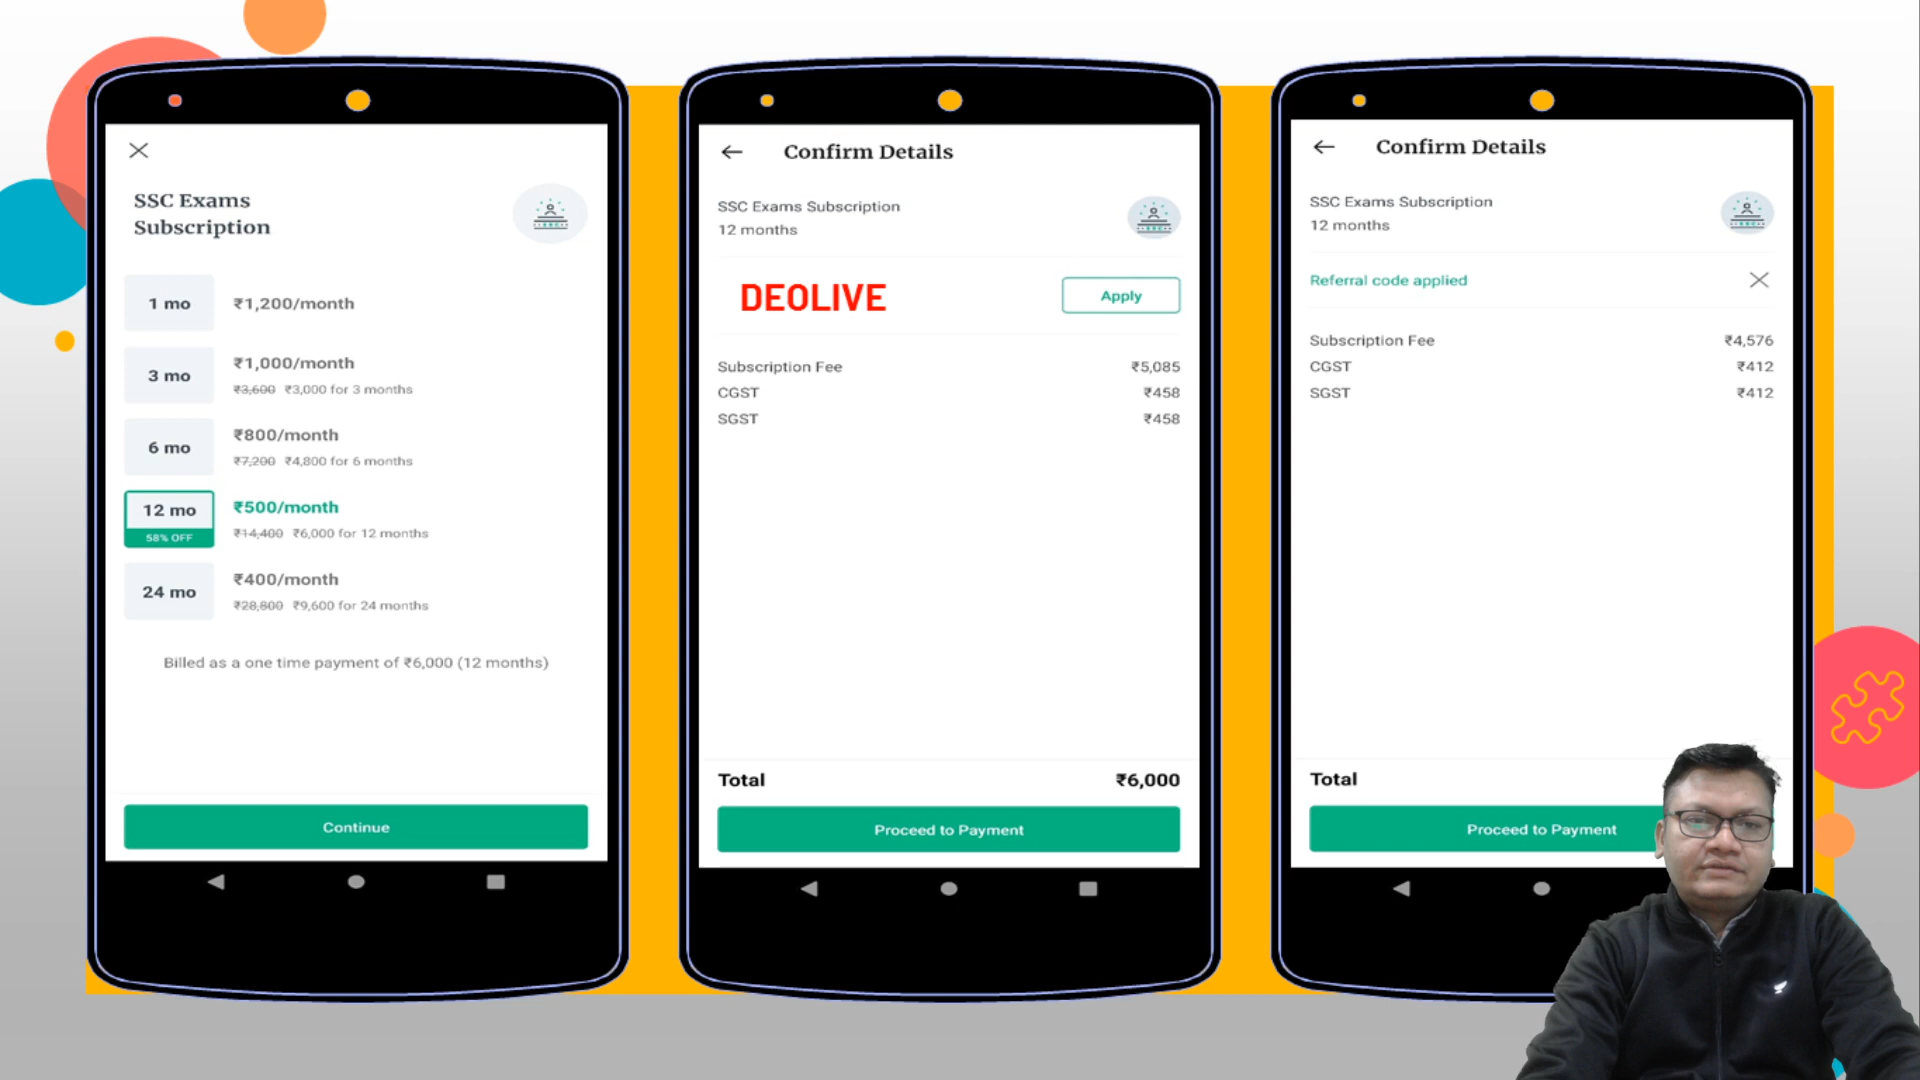 SSC Exams
Subscription
1 mo
₹1,200/month
3 mo
₹1,000/month
₹3,600 ₹3,000 for 3 months
6 mo
₹800/month
₹7,200 ₹4,800 for 6 months
12 mo
58% OFF
₹500/month
₹14,400 ₹6,000 for 12 months
24 mo
₹400/month
₹28,800 ₹9,600 for 24 months
Billed as a one time payment of ₹6,000 (12 months)
Continue
Confirm Details
SSC Exams Subscription
12 months
DEOLIVE
Apply
Subscription Fee ₹5,085
CGST ₹458
SGST ₹458
Total ₹6,000
Proceed to Payment
Confirm Details
SSC Exams Subscription
12 months
Referral code applied
Subscription Fee ₹4,576
CGST ₹412
SGST ₹412
Total
Proceed to Payment